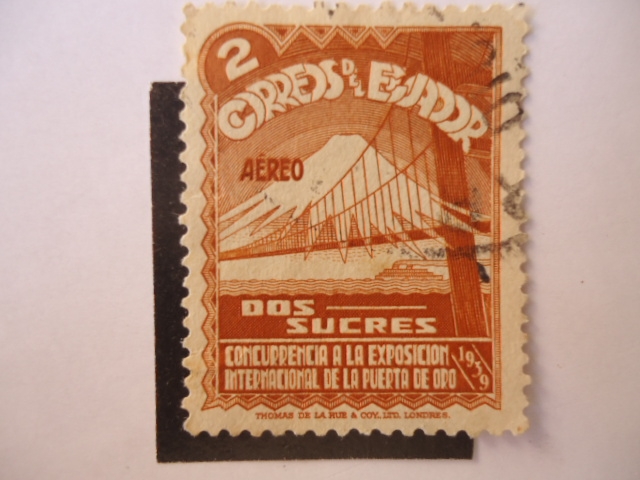 2
CORREOS DEL ECUADOR
AÉREO
DOS
SUCRES
CONCURRENCIA A LA EXPOSICION
INTERNACIONAL DE LA PUERTA DE ORO
1939
THOMAS DE LA RUE & COY., LTD. LONDRES.